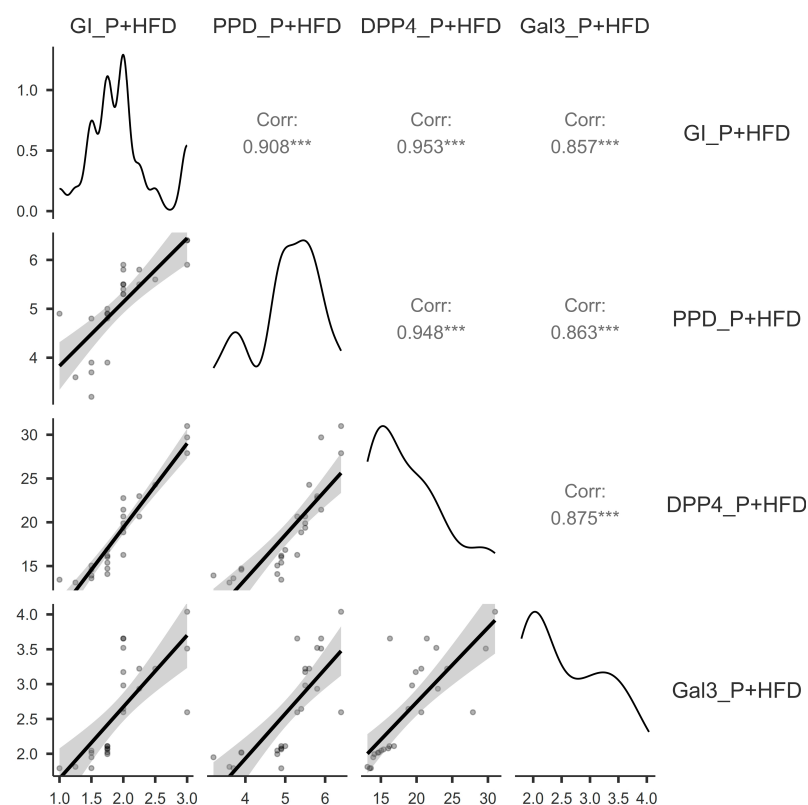 GI_P+HFD PPD_P+HFD DPP4_P+HFD Gal3_P+HFD
1.0
0.5
0.0
Corr:
0.908***
Corr:
0.953***
Corr:
0.857***
GI_P+HFD
6
5
4
Corr:
0.948***
Corr:
0.863***
PPD_P+HFD
30
25
20
15
Corr:
0.875***
DPP4_P+HFD
4.0
3.5
3.0
2.5
2.0
Gal3_P+HFD
1.0 1.5 2.0 2.5 3.0
4 5 6
15 20 25 30
2.0 2.5 3.0 3.5 4.0